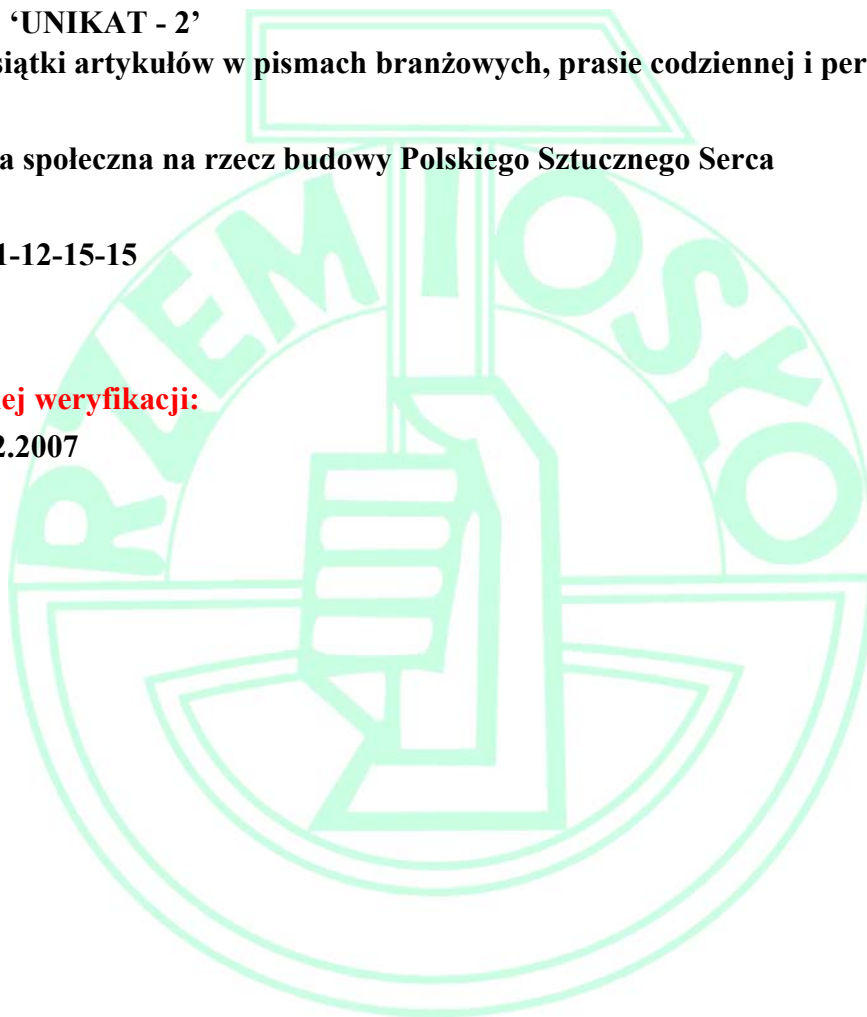 ‘UNIKAT - 2’
siątki artykułów w pismach branżowych, prasie codziennej i per
a społeczna na rzecz budowy Polskiego Sztucznego Serca
1-12-15-15
ej weryfikacji:
2.2007
RZEMIOSŁO